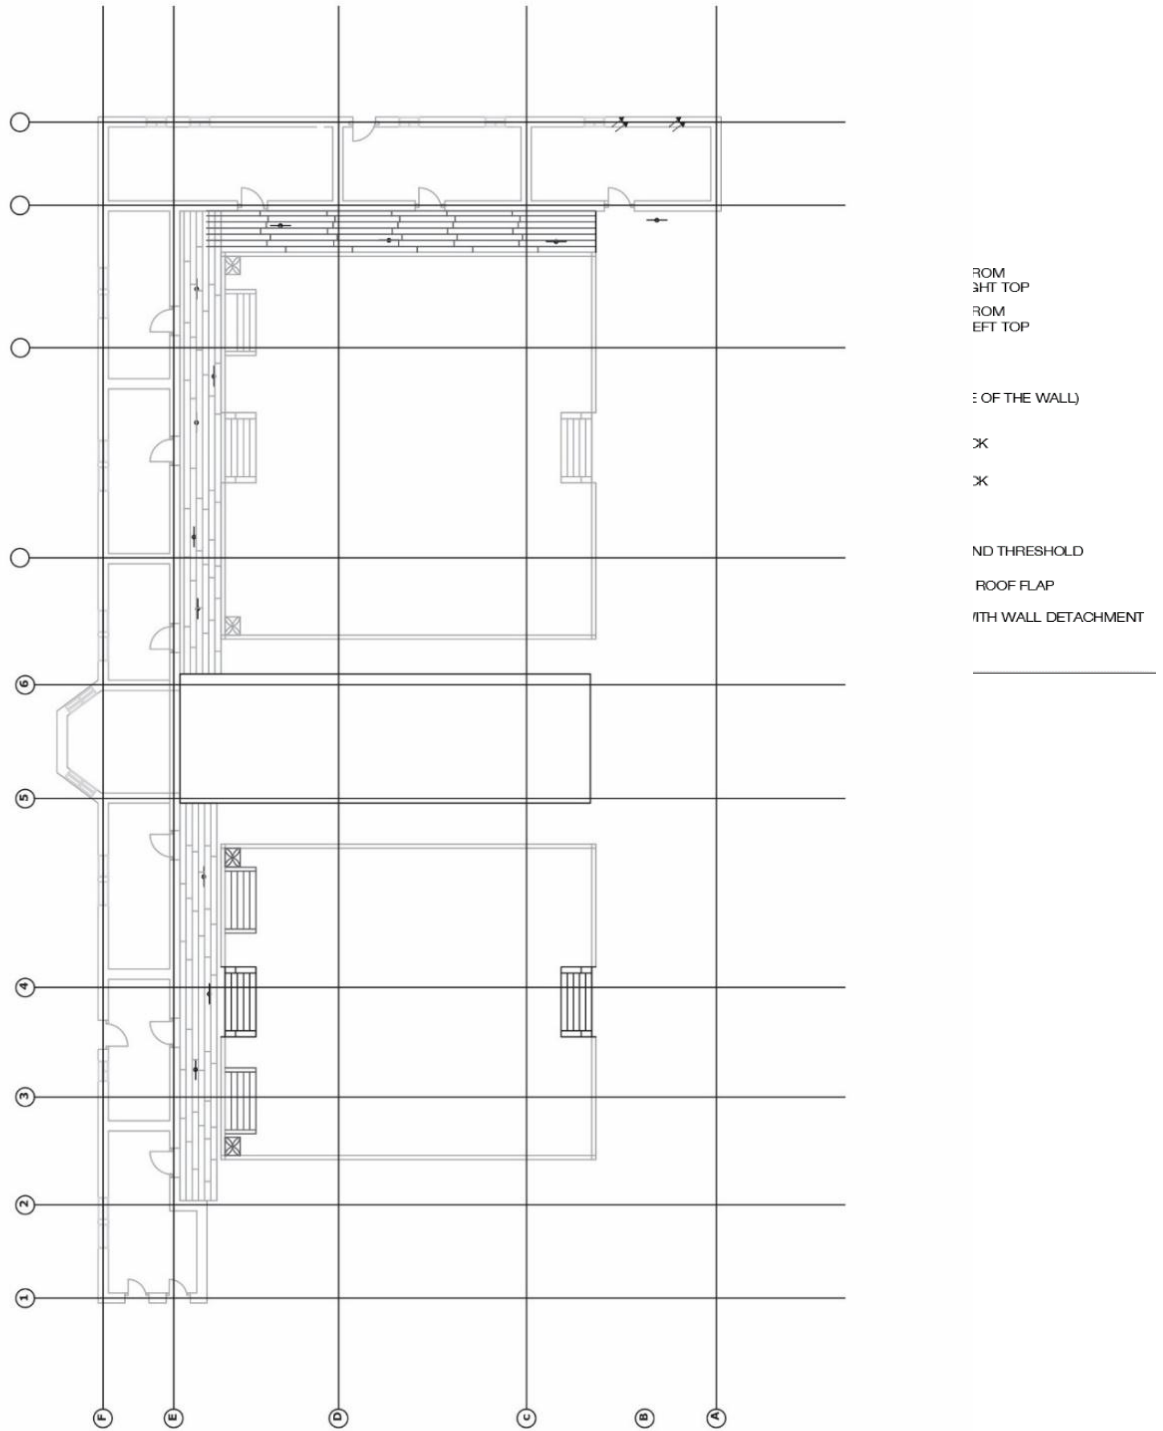 ROM
GHT TOP
ROM
EFT TOP
E OF THE WALL)
CK
CK
ND THRESHOLD
ROOF FLAP
ITH WALL DETACHMENT
6
5
4
3
2
1
F
E
D
C
B
A